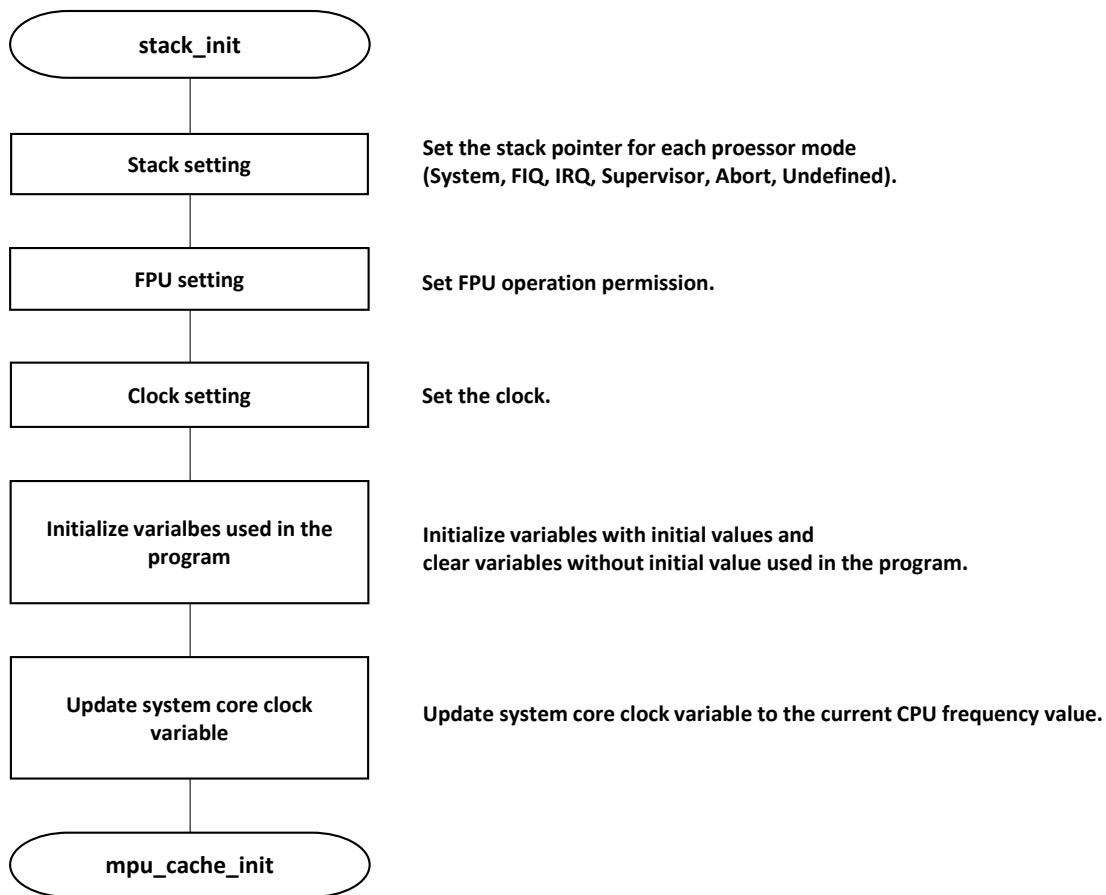 stack_init
Stack setting
Set the stack pointer for each proessor mode
(System, FIQ, IRQ, Supervisor, Abort, Undefined).
FPU setting
Set FPU operation permission.
Clock setting
Set the clock.
Initialize varialbes used in the
program
Initialize variables with initial values and
clear variables without initial value used in the program.
Update system core clock
variable
Update system core clock variable to the current CPU frequency value.
mpu_cache_init